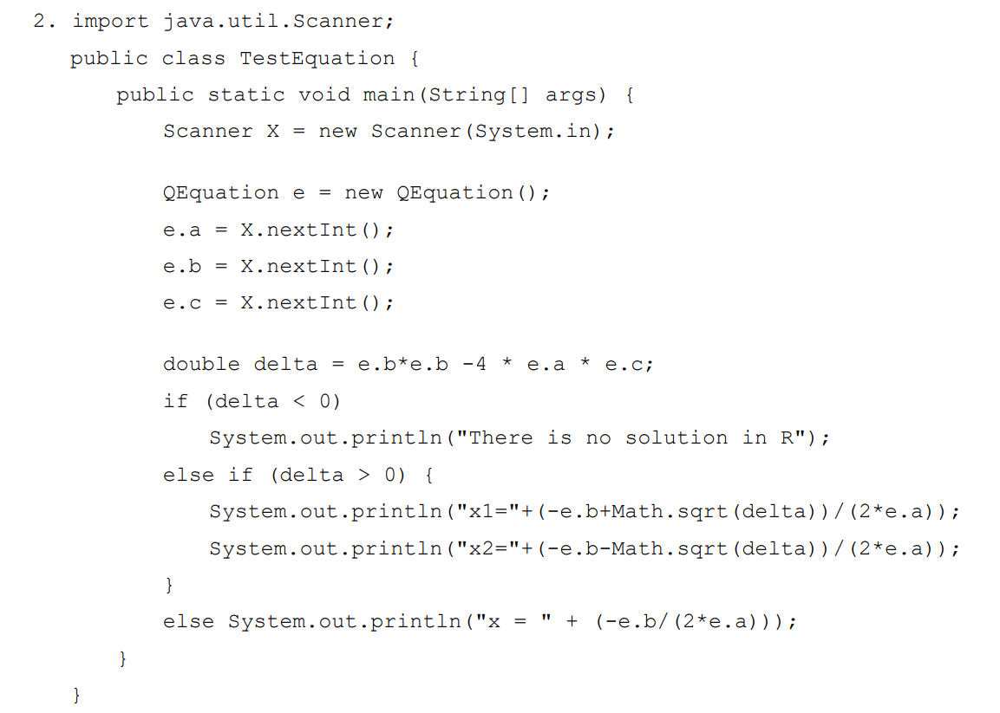 2. import java.util.Scanner;
public class TestEquation {
public static void main(String[] args) {
Scanner X = new Scanner(System.in);
QEquation e = new QEquation();
e.a = X.nextInt();
e.b = X.nextInt();
e.c = X.nextInt();
double delta = e.b*e.b -4 * e.a * e.c;
if (delta < 0)
System.out.println("There is no solution in R");
else if (delta > 0) {
System.out.println("x1="+(-e.b+Math.sqrt(delta))/(2*e.a));
System.out.println("x2="+(-e.b-Math.sqrt(delta))/(2*e.a));
}
else System.out.println("x = " + (-e.b/(2*e.a)));
}
}